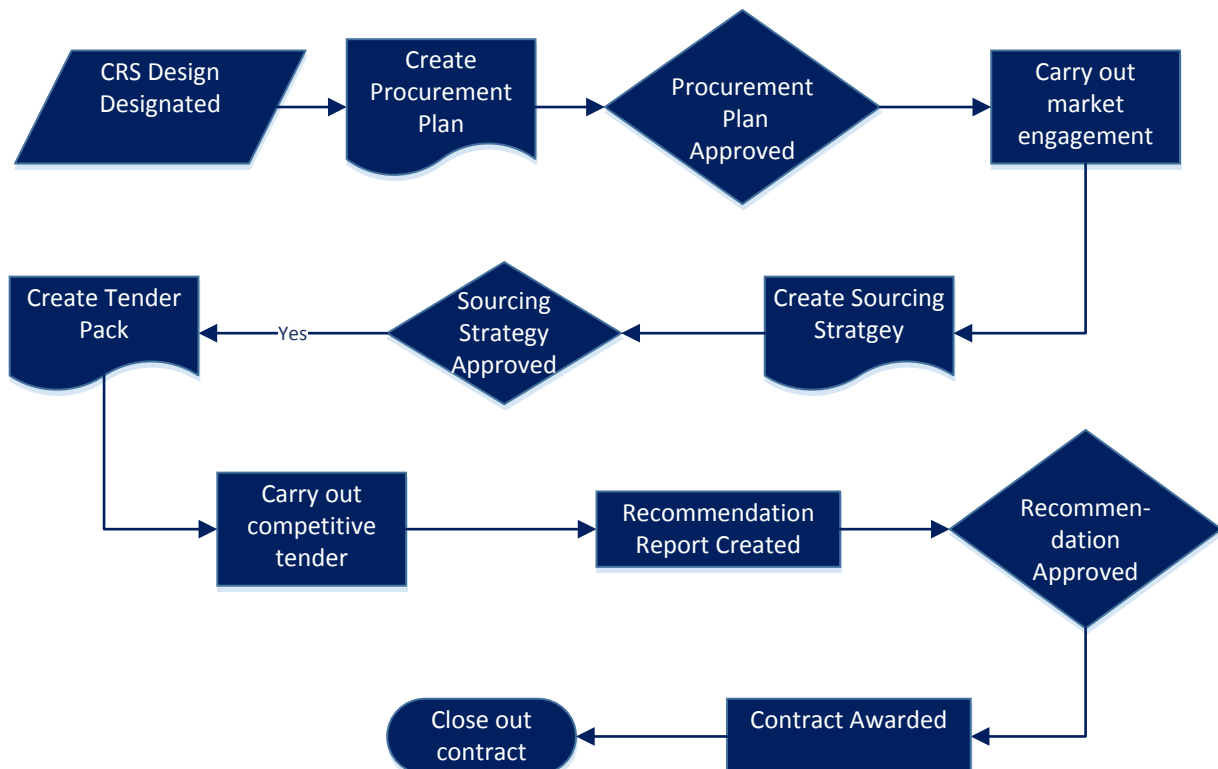 CRS Design
Designated
Create
Procurement
Plan
Procurement
Plan
Approved
Carry out
market
engagement
Create Tender
Pack
Yes
Sourcing
Strategy
Approved
Create Sourcing
Stratgey
Carry out
competitive
tender
Recommendation
Report Created
Recommen-
dation
Approved
Close out
contract
Contract Awarded